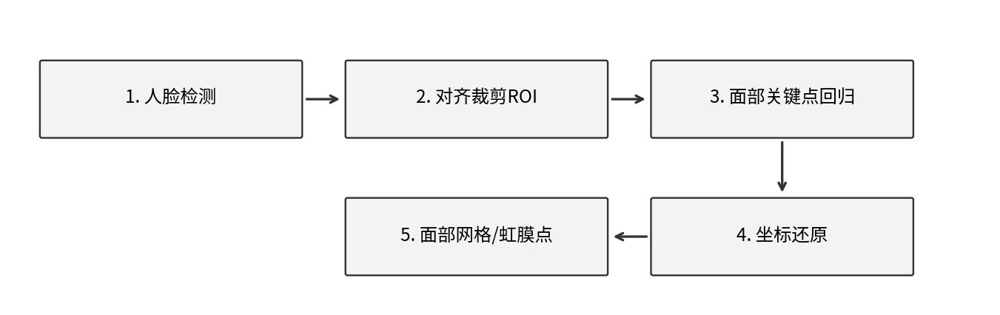 1. 人脸检测
2. 对齐裁剪ROI
3. 面部关键点回归
4. 坐标还原
5. 面部网格/虹膜点